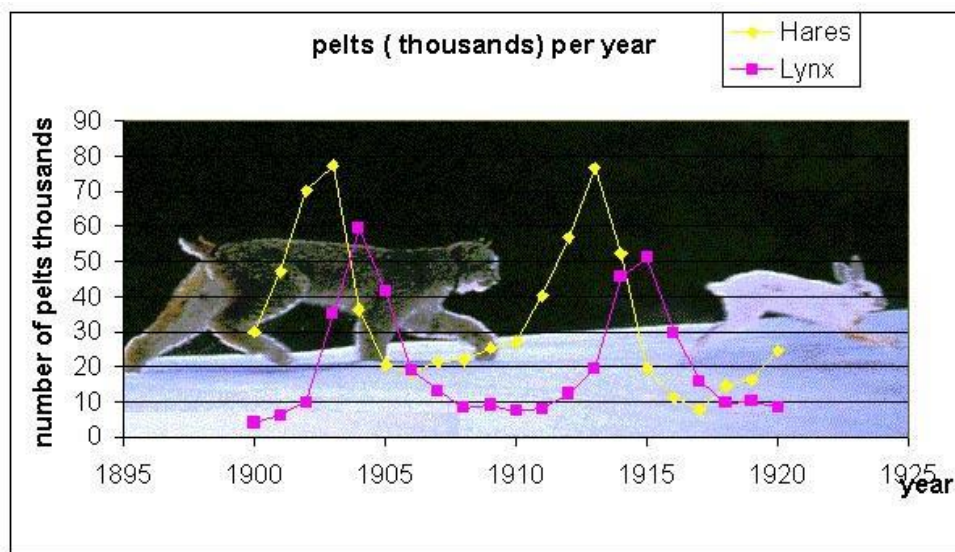 pelts ( thousands) per year
Hares
Lynx
number of pelts thousands
90
80
70
60
50
40
30
20
10
0
1895 1900 1905 1910 1915 1920 1925
year